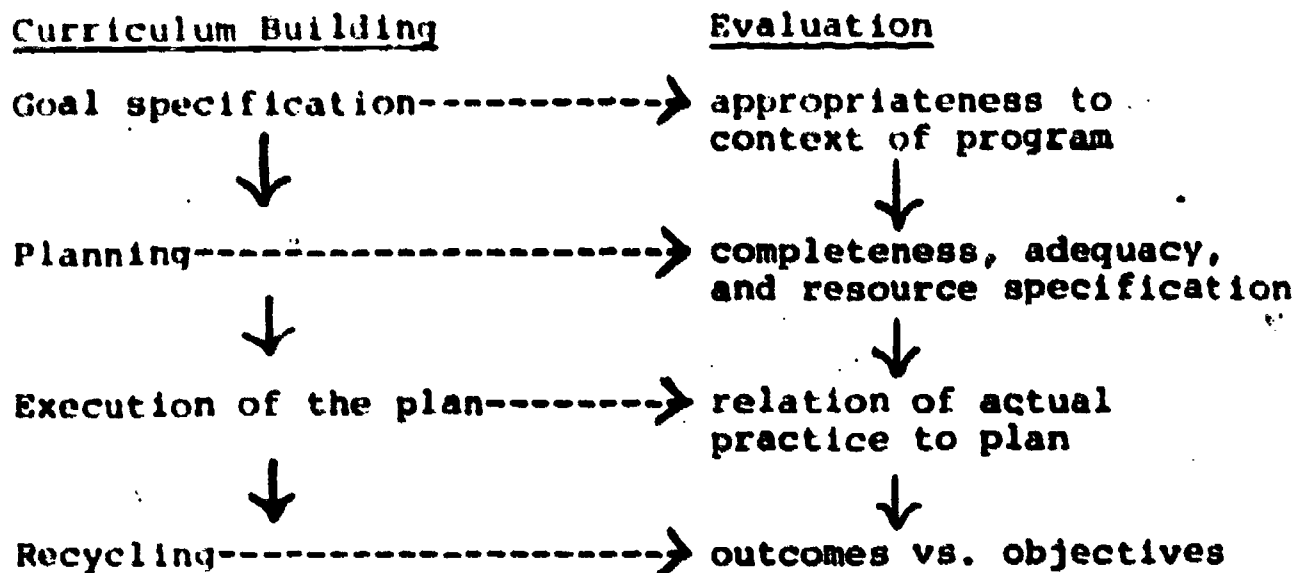 Curriculum Building
Evaluation
Goal specification
appropriateness to
context of program
Planning
completeness, adequacy,
and resource specification
Execution of the plan
relation of actual
practice to plan
Recycling
outcomes vs. objectives